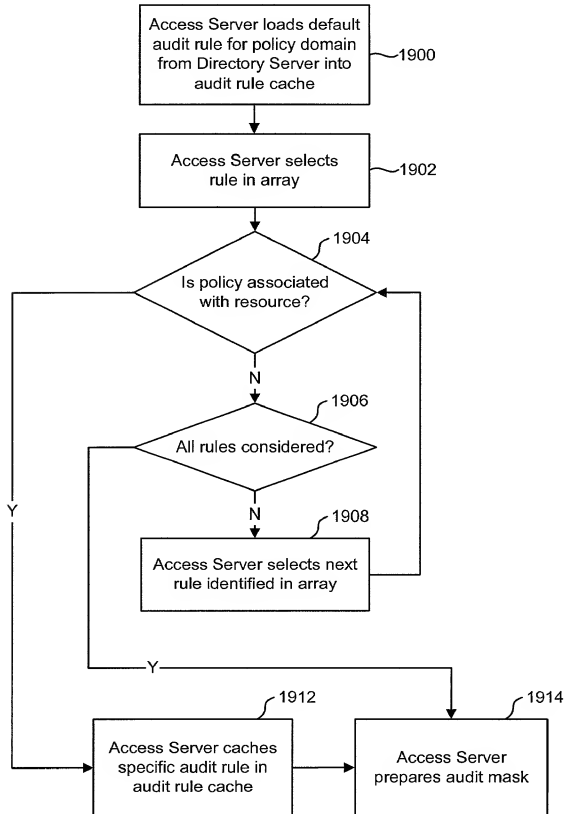 Access Server loads default
audit rule for policy domain
from Directory Server into
audit rule cache
1900
Access Server selects
rule in array
1902
1904
Is policy associated
with resource?
N
1906
All rules considered?
Y
N
1908
Access Server selects next
rule identified in array
Y
1912
1914
Access Server caches
specific audit rule in
audit rule cache
Access Server
prepares audit mask